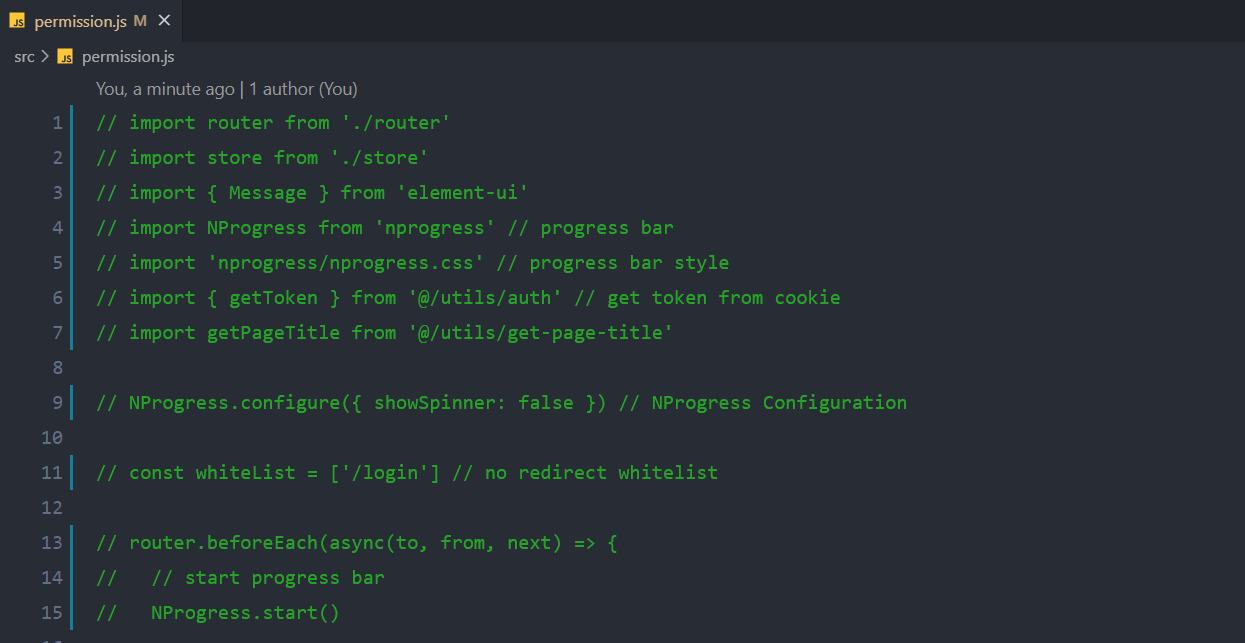 JS permission.js M ×
src > JS permission.js
You, a minute ago | 1 author (You)
1 // import router from './router'
2 // import store from './store'
3 // import { Message } from 'element-ui'
4 // import NProgress from 'nprogress' // progress bar
5 // import 'nprogress/nprogress.css' // progress bar style
6 // import { getToken } from '@/utils/auth' // get token from cookie
7 // import getPageTitle from '@/utils/get-page-title'
8
9 // NProgress.configure({ showSpinner: false }) // NProgress Configuration
10
11 // const whiteList = ['/login'] // no redirect whitelist
12
13 // router.beforeEach(async(to, from, next) => {
14 //   // start progress bar
15 //   NProgress.start()